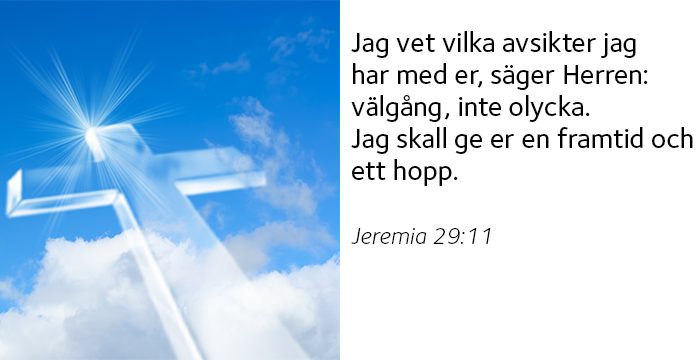 Jag vet vilka avsikter jag
har med er, säger Herren:
välgång, inte olycka.
Jag skall ge er en framtid och
ett hopp.
Jeremia 29:11